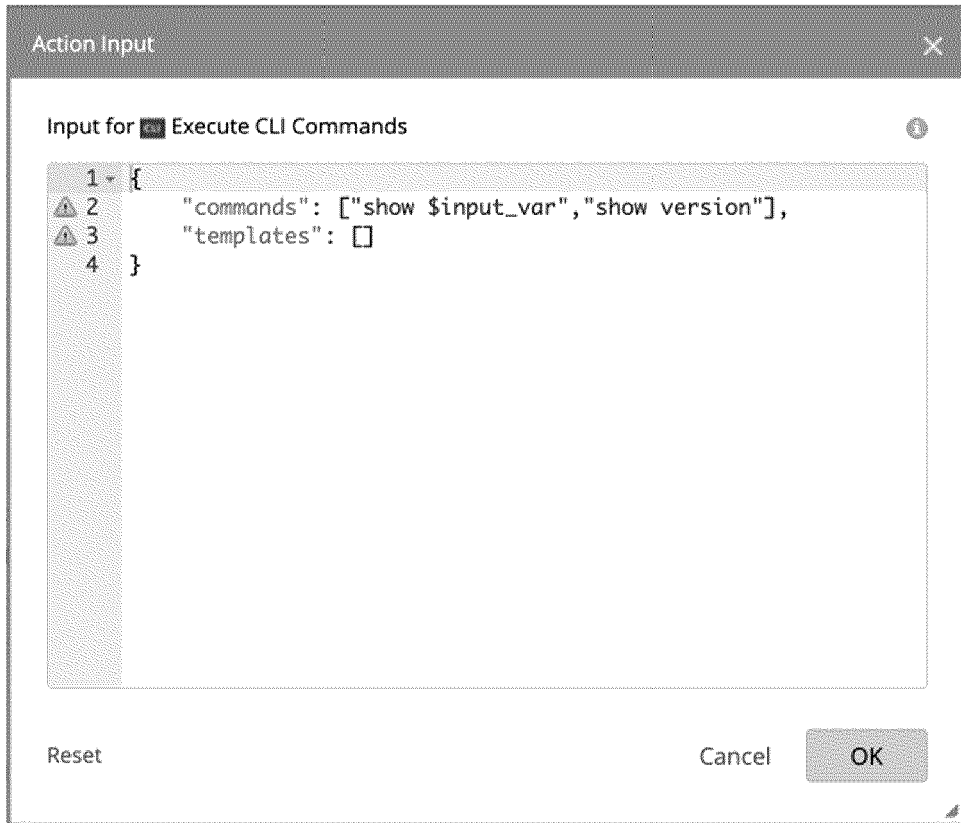 Action Input
Input for Execute CLI Commands
1 {
2 "commands": ["show $input_var","show version"],
3 "templates": []
4 }
Reset Cancel OK